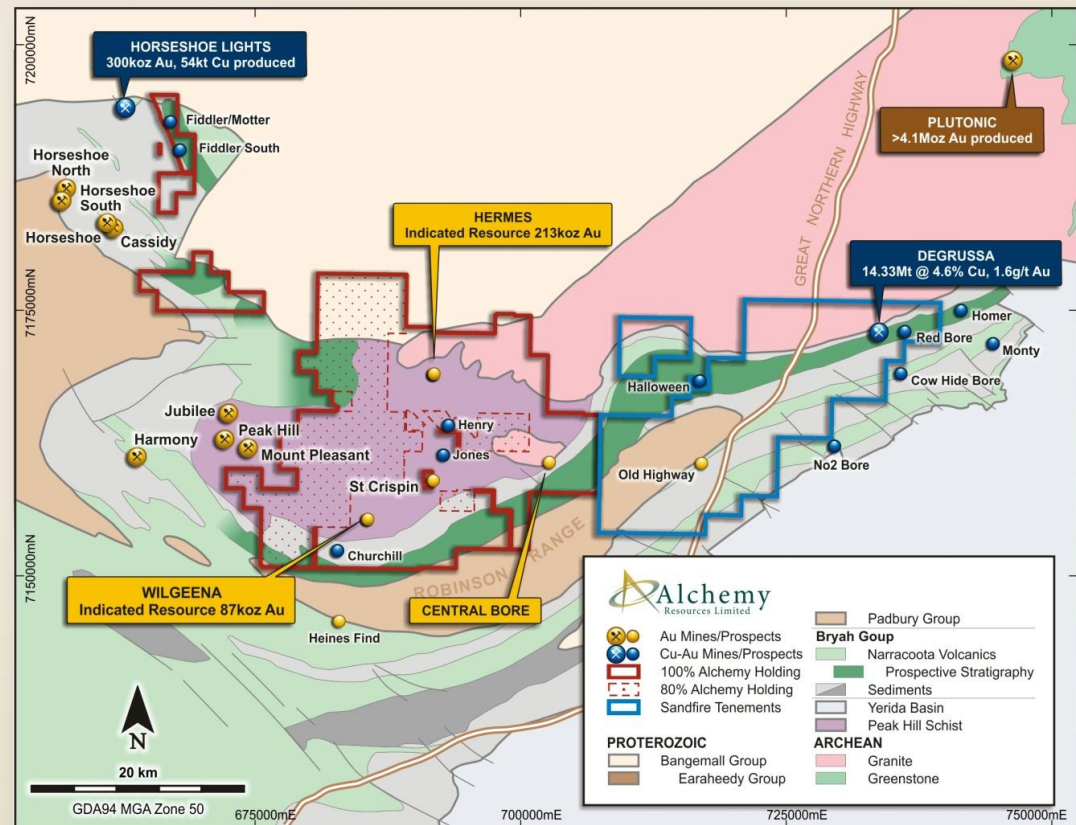 7200000mN
7175000mN
7150000mN
HORSESHOE LIGHTS
300koz Au, 54kt Cu produced
Fiddler/Motter
Fiddler South
Horseshoe
North
Horseshoe
South
Horseshoe
Cassidy
HERMES
Indicated Resource 213koz Au
GREAT NORTHERN HIGHWAY
PLUTONIC
>4.1Moz Au produced
DEGRUSSA
14.33Mt @ 4.6% Cu, 1.6g/t Au
Homer
Red Bore
Monty
Cow Hide Bore
Halloween
No2 Bore
Old Highway
Jubilee
Peak Hill
Harmony
Mount Pleasant
Henry
Jones
St Crispin
Churchill
WILGEENA
Indicated Resource 87koz Au
CENTRAL BORE
ROBINSON RANGE
Heines Find
N
20 km
GDA94 MGA Zone 50
675000mE
700000mE
725000mE
750000mE
Alchemy
Resources Limited
Au Mines/Prospects
Cu-Au Mines/Prospects
100% Alchemy Holding
80% Alchemy Holding
Sandfire Tenements
PROTEROZOIC
Bangemall Group
Earaheedy Group
Padbury Group
Bryah Goup
Narracoota Volcanics
Prospective Stratigraphy
Sediments
Yerida Basin
Peak Hill Schist
ARCHEAN
Granite
Greenstone